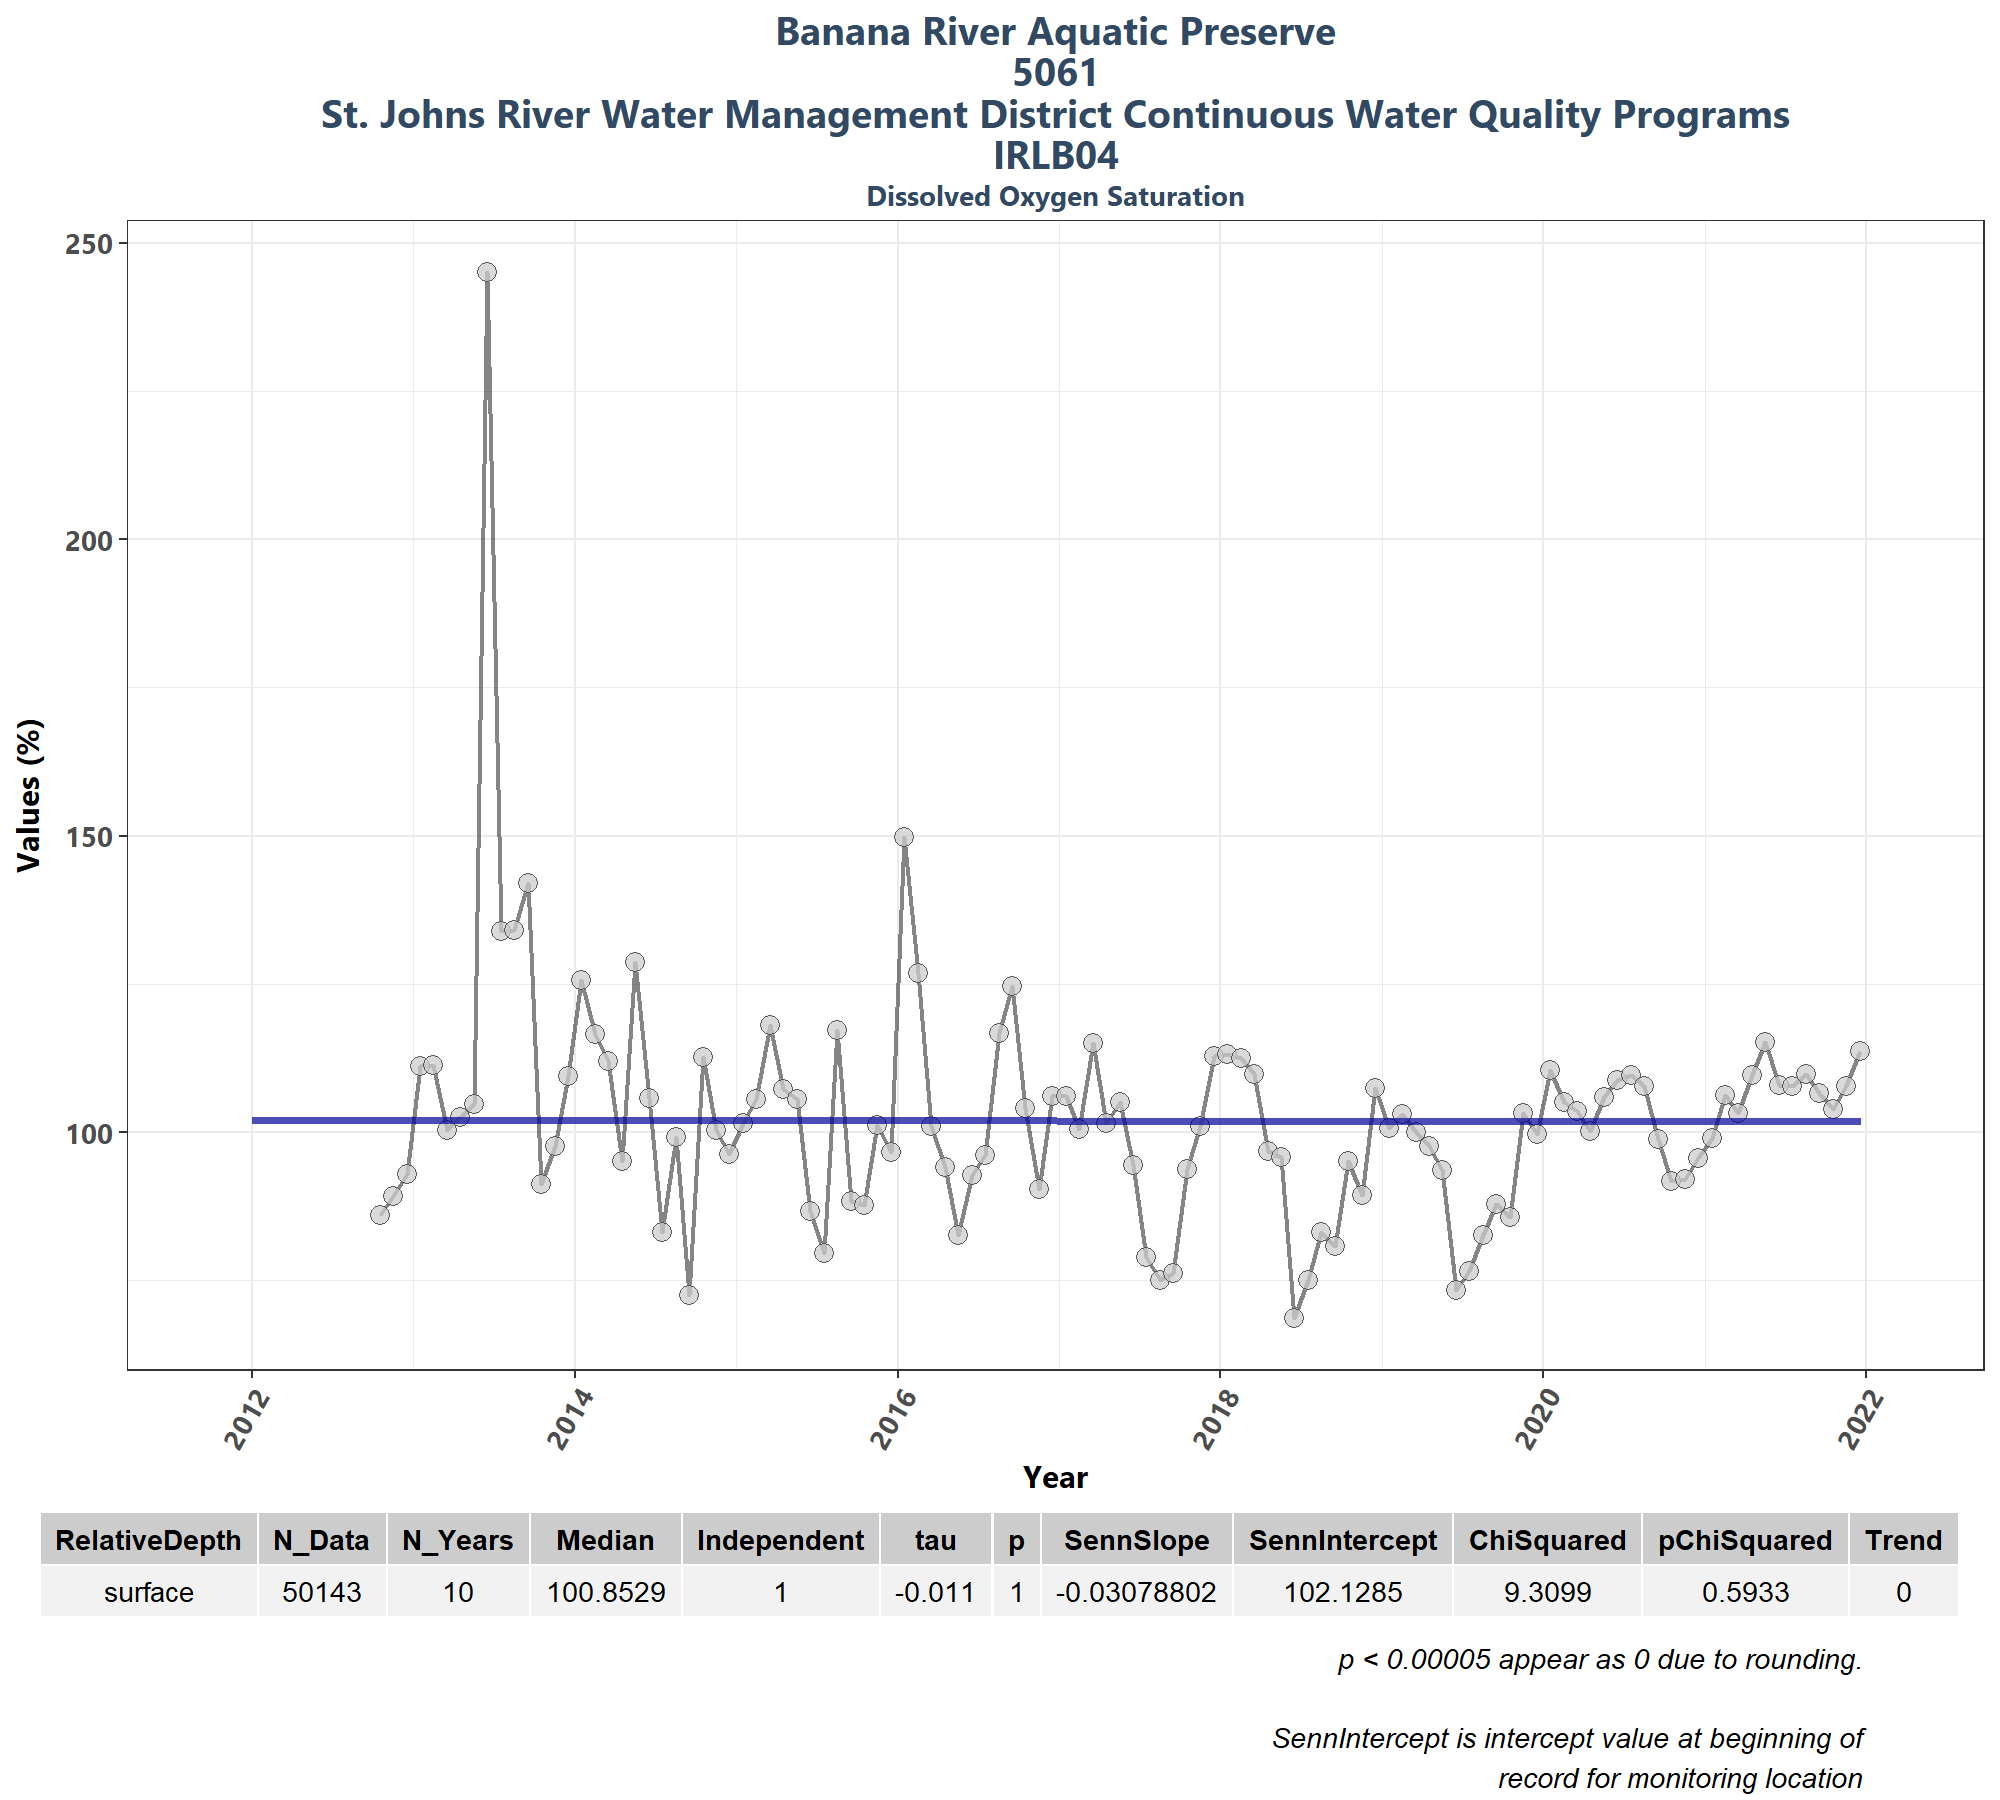 Banana River Aquatic Preserve
5061
St. Johns River Water Management District Continuous Water Quality Programs
IRLB04
Dissolved Oxygen Saturation
250
200
150
100
Values (%)
2012 2014 2016 2018 2020 2022
Year
RelativeDepth N_Data N_Years Median Independent tau p SennSlope SennIntercept ChiSquared pChiSquared Trend
surface 50143 10 100.8529 1 -0.011 1 -0.03078802 102.1285 9.3099 0.5933 0
p < 0.00005 appear as 0 due to rounding.
SennIntercept is intercept value at beginning of
record for monitoring location